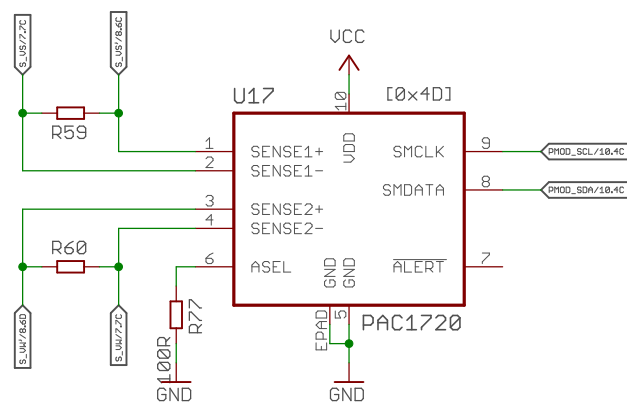 S_VS/7.7C
S_VS'/8.6C
VCC
U17
[0x4D]
R59
10
VDD
1
SENSE1+
SMCLK
9
PMOD_SCL/10.4C
2
SENSE1-
3
SENSE2+
SMDATA
8
PMOD_SDA/10.4C
4
SENSE2-
R60
6
ASEL
GND
GND
ALERT
7
S_VW'/8.6D
S_VW/7.7C
R77
100R
EPAD
5
PAC1720
GND
GND